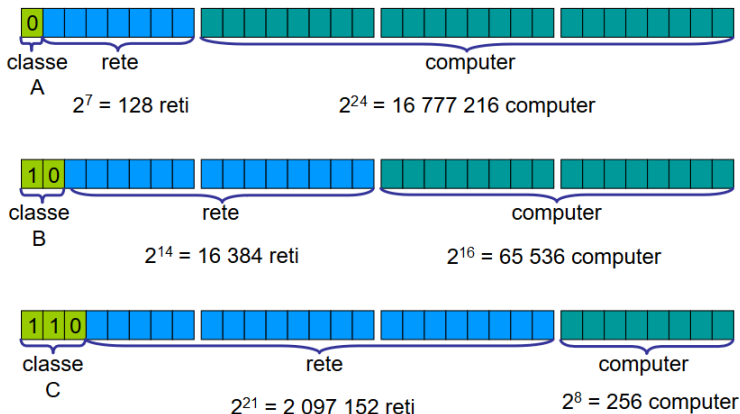 0
classe rete computer
A
2⁷ = 128 reti 2²⁴ = 16 777 216 computer
1 0
classe rete computer
B
2¹⁴ = 16 384 reti 2¹⁶ = 65 536 computer
1 1 0
classe rete computer
C
2²¹ = 2 097 152 reti 2⁸ = 256 computer